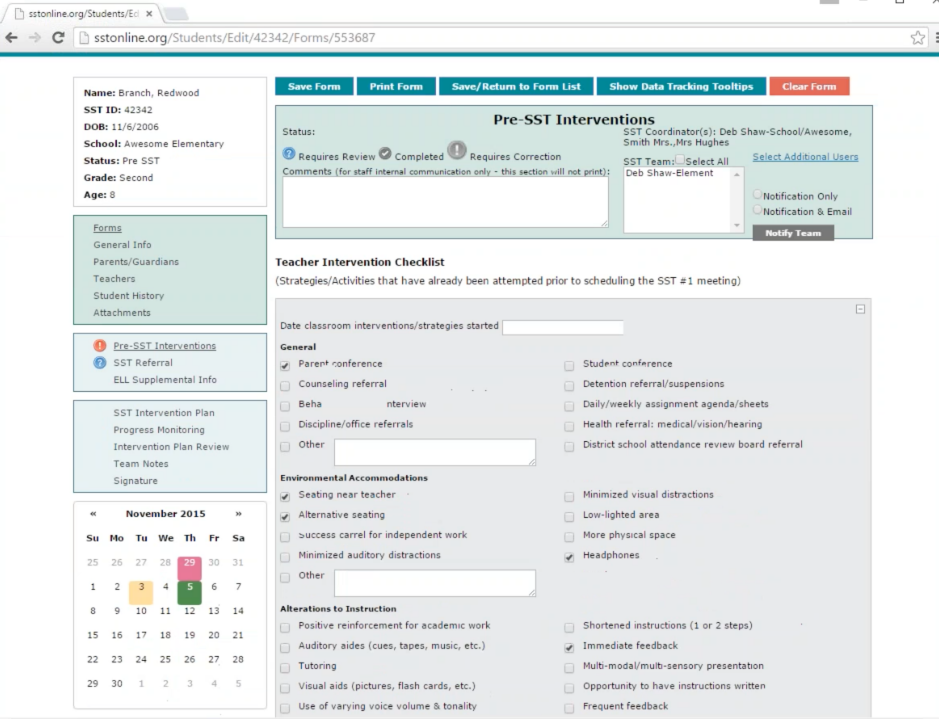 sstonline.org/Students/Ed
sstonline.org/Students/Edit/42342/Forms/553687
Name: Branch, Redwood
SST ID: 42342
DOB: 11/6/2006
School: Awesome Elementary
Status: Pre SST
Grade: Second
Age: 8
Forms
General Info
Parents/Guardians
Teachers
Student History
Attachments
Pre-SST Interventions
SST Referral
ELL Supplemental Info
SST Intervention Plan
Progress Monitoring
Intervention Plan Review
Team Notes
Signature
« November 2015 »
Su Mo Tu We Th Fr Sa
25 26 27 28 29 30 31
1 2 3 4 5 6 7
8 9 10 11 12 13 14
15 16 17 18 19 20 21
22 23 24 25 26 27 28
29 30 1 2 3 4 5
Save Form Print Form Save/Return to Form List Show Data Tracking Tooltips Clear Form
Pre-SST Interventions
Status:
Requires Review Completed Requires Correction
Comments (for staff internal communication only - this section will not print):
SST Coordinator(s): Deb Shaw-School/Awesome,
Smith Mrs.,Mrs Hughes
SST Team: Select All Select Additional Users
Deb Shaw-Element
Notification Only
Notification & Email
Notify Team
Teacher Intervention Checklist
(Strategies/Activities that have already been attempted prior to scheduling the SST #1 meeting)
Date classroom interventions/strategies started
General
Parent conference Student conference
Counseling referral Detention referral/suspensions
Beha nterview Daily/weekly assignment agenda/sheets
Discipline/office referrals Health referral: medical/vision/hearing
Other District school attendance review board referral
Environmental Accommodations
Seating near teacher Minimized visual distractions
Alternative seating Low-lighted area
Success carrel for independent work More physical space
Minimized auditory distractions Headphones
Other
Alterations to Instruction
Positive reinforcement for academic work Shortened instructions (1 or 2 steps)
Auditory aids (cues, tapes, music, etc.) Immediate feedback
Tutoring Multi-modal/multi-sensory presentation
Visual aids (pictures, flash cards, etc.) Opportunity to have instructions written
Use of varying voice volume & tonality Frequent feedback